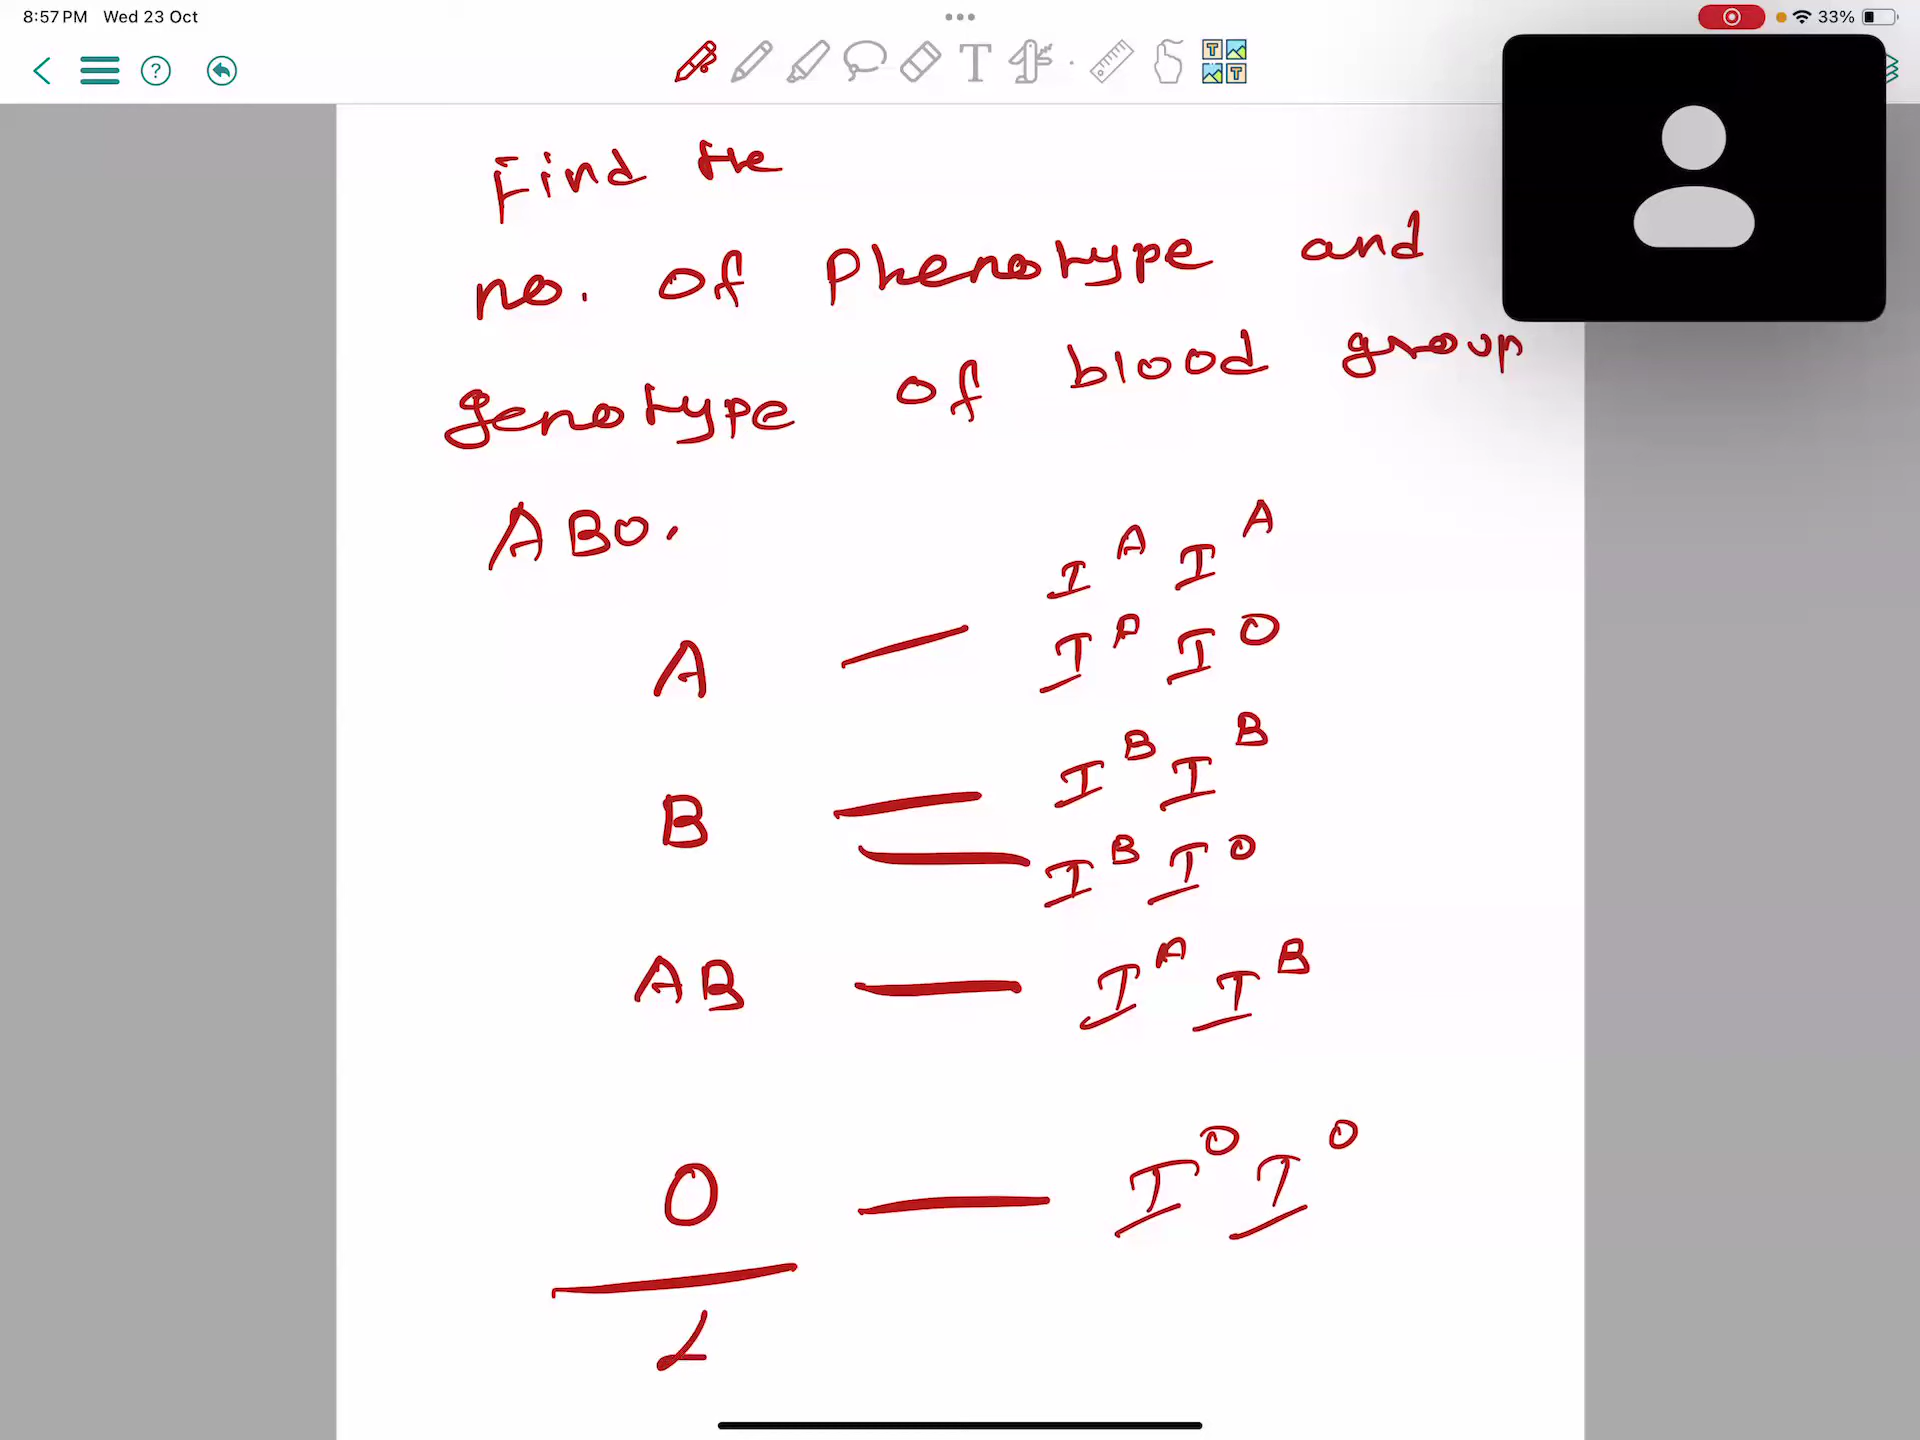 8:57 PM Wed 23 Oct
33%
Find the
no. of Phenotype and
genotype of blood group
ABO.
I^A I^A
A — I^A I^O
B — I^B I^B
— I^B I^O
AB — I^A I^B
O — I^O I^O